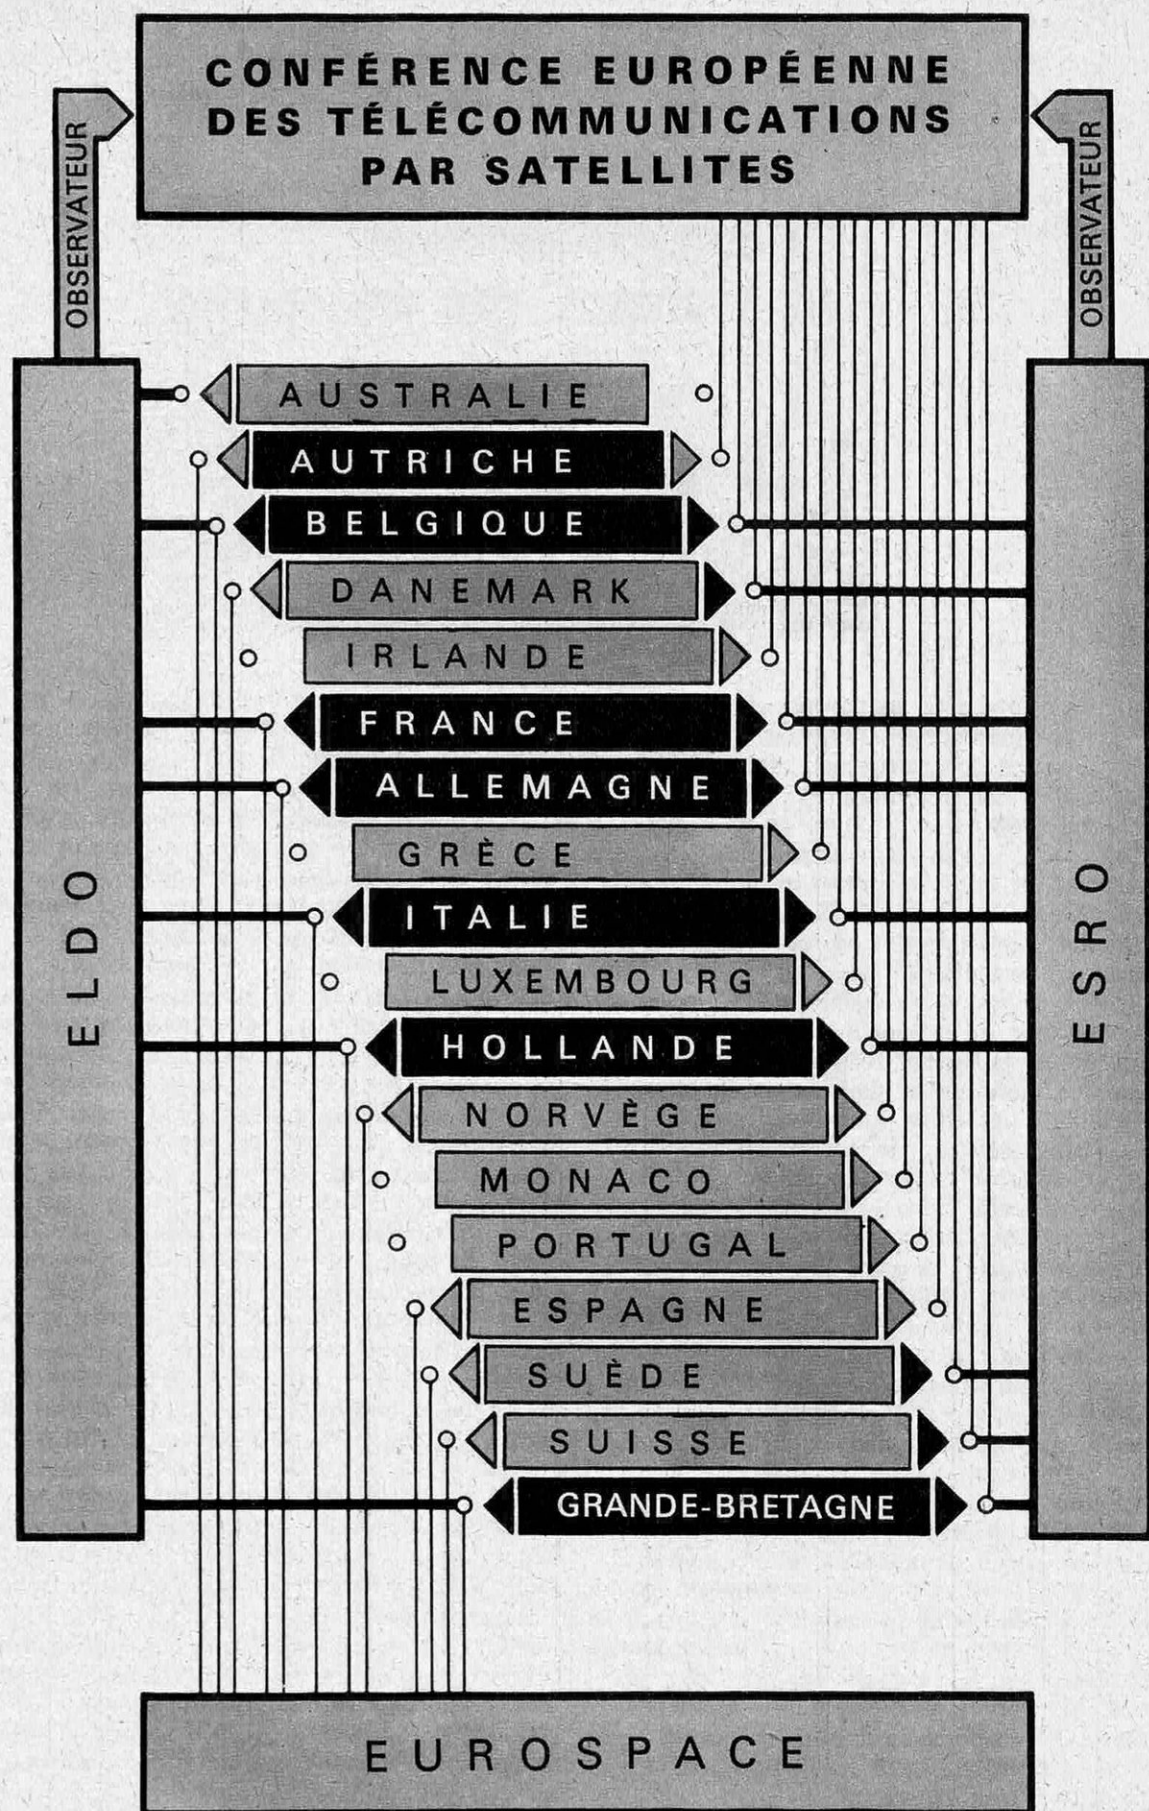 CONFÉRENCE EUROPÉENNE
DES TÉLÉCOMMUNICATIONS
PAR SATELLITES
OBSERVATEUR
OBSERVATEUR
ELDO
ESRO
AUSTRALIE
AUTRICHE
BELGIQUE
DANEMARK
IRLANDE
FRANCE
ALLEMAGNE
GRÈCE
ITALIE
LUXEMBOURG
HOLLANDE
NORVÈGE
MONACO
PORTUGAL
ESPAGNE
SUÈDE
SUISSE
GRANDE-BRETAGNE
EUROSPACE